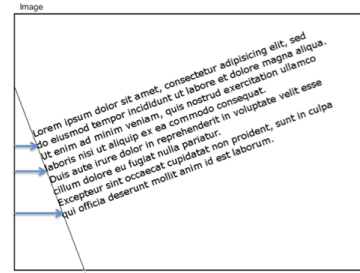 Image
Lorem ipsum dolor sit amet, consectetur adipisicing elit, sed
do eiusmod tempor incididunt ut labore et dolore magna aliqua.
Ut enim ad minim veniam, quis nostrud exercitation ullamco
laboris nisi ut aliquip ex ea commodo consequat.
Duis aute irure dolor in reprehenderit in voluptate velit esse
cillum dolore eu fugiat nulla pariatur.
Excepteur sint occaecat cupidatat non proident, sunt in culpa
qui officia deserunt mollit anim id est laborum.